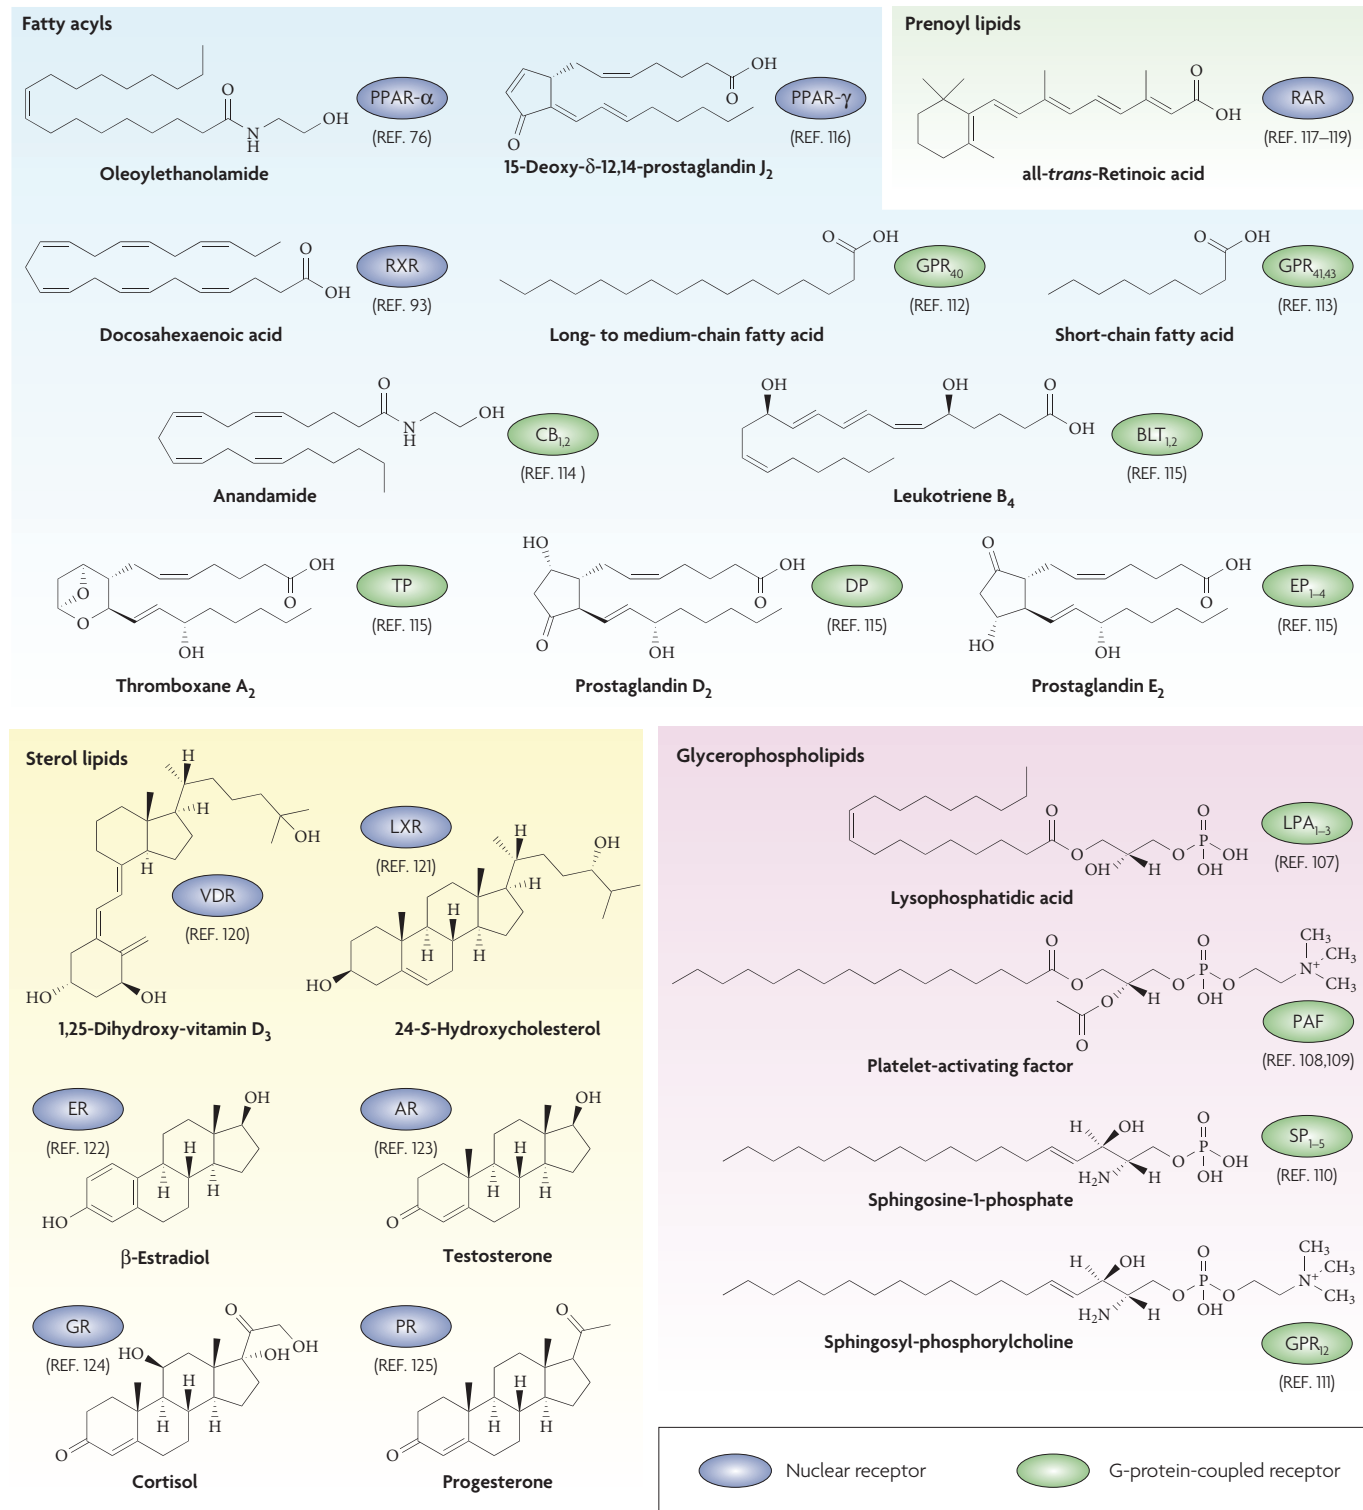 Fatty acyls
OH
O
N
H
OH
PPAR-α
(REF. 76)
Oleoylethanolamide
O
OH
O
PPAR-γ
(REF. 116)
15-Deoxy-δ-12,14-prostaglandin J2
Prenoyl lipids
O
OH
RAR
(REF. 117–119)
all-trans-Retinoic acid
O
OH
RXR
(REF. 93)
Docosahexaenoic acid
O
OH
GPR40
(REF. 112)
Long- to medium-chain fatty acid
O
OH
GPR41,43
(REF. 113)
Short-chain fatty acid
O
N
H
OH
CB1,2
(REF. 114 )
Anandamide
OH
OH
O
OH
BLT1,2
(REF. 115)
Leukotriene B4
O
O
OH
O
OH
TP
(REF. 115)
Thromboxane A2
HO
O
OH
O
OH
DP
(REF. 115)
Prostaglandin D2
O
HO
OH
O
OH
EP1–4
(REF. 115)
Prostaglandin E2
Sterol lipids
H
H
OH
H
VDR
(REF. 120)
HO
OH
1,25-Dihydroxy-vitamin D3
LXR
(REF. 121)
H
OH
H
H
H
H
HO
24-S-Hydroxycholesterol
ER
(REF. 122)
OH
H
H
H
HO
β-Estradiol
AR
(REF. 123)
OH
H
H
H
O
Testosterone
GR
(REF. 124)
O
OH
HO
OH
H
H
H
O
Cortisol
PR
(REF. 125)
O
H
H
H
O
Progesterone
Glycerophospholipids
O
O
OH
H
O
O
P
OH
OH
LPA1–3
(REF. 107)
Lysophosphatidic acid
O
O
O
O
H
O
O
P
OH
O
N+
CH3
CH3
CH3
PAF
(REF. 108,109)
Platelet-activating factor
H
OH
H2N
H
O
O
P
OH
OH
SP1–5
(REF. 110)
Sphingosine-1-phosphate
H
OH
H2N
H
O
O
P
OH
O
N+
CH3
CH3
CH3
Sphingosyl-phosphorylcholine
GPR12
(REF. 111)
Nuclear receptor
G-protein-coupled receptor